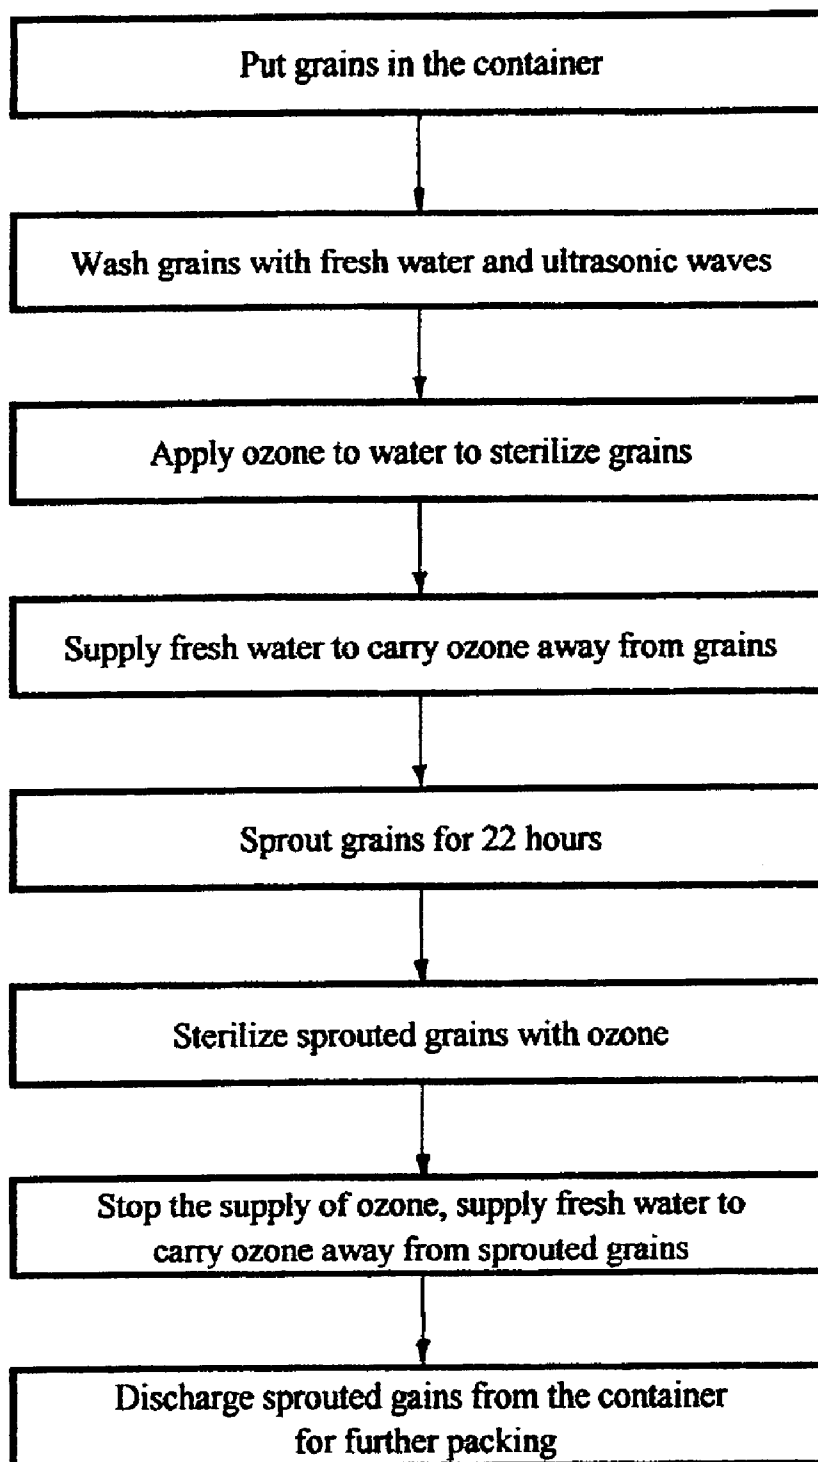 Put grains in the container
Wash grains with fresh water and ultrasonic waves
Apply ozone to water to sterilize grains
Supply fresh water to carry ozone away from grains
Sprout grains for 22 hours
Sterilize sprouted grains with ozone
Stop the supply of ozone, supply fresh water to
carry ozone away from sprouted grains
Discharge sprouted gains from the container
for further packing